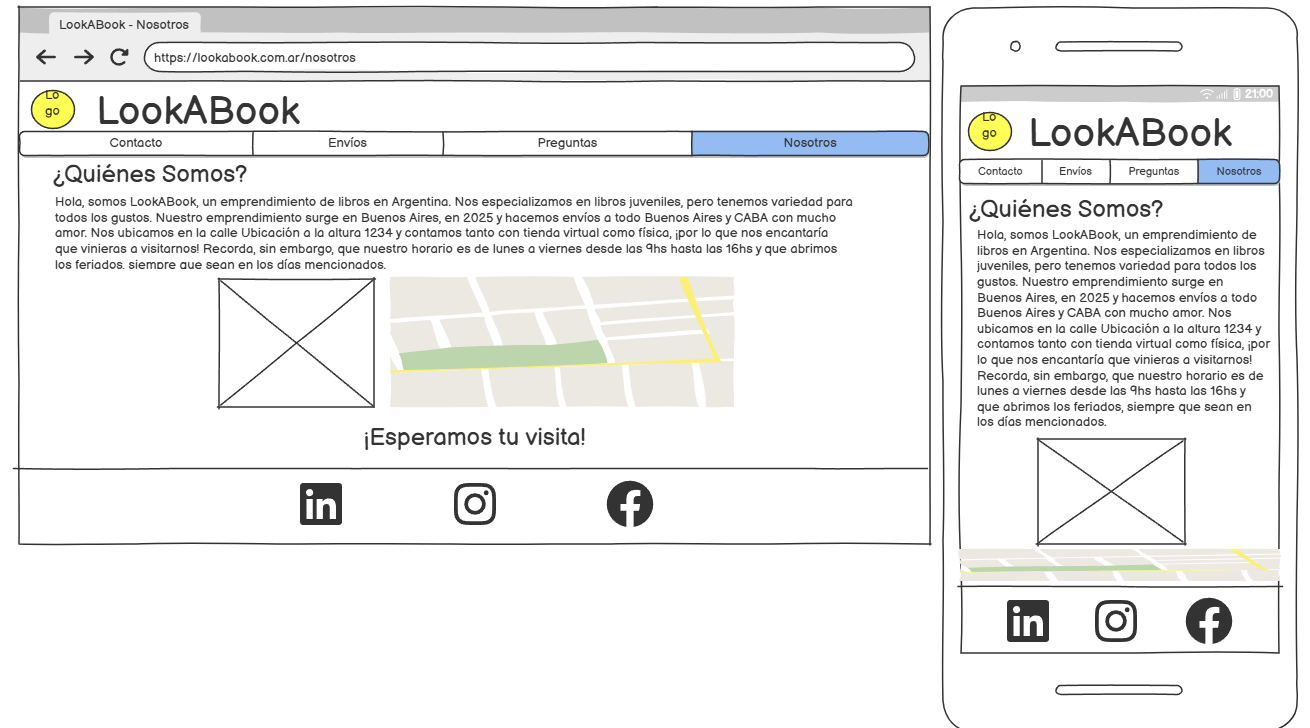 LookABook - Nosotros
https://lookabook.com.ar/nosotros
Lo
go
LookABook
Contacto Envíos Preguntas Nosotros
¿Quiénes Somos?
Hola, somos LookABook, un emprendimiento de libros en Argentina. Nos especializamos en libros juveniles, pero tenemos variedad para
todos los gustos. Nuestro emprendimiento surge en Buenos Aires, en 2025 y hacemos envíos a todo Buenos Aires y CABA con mucho
amor. Nos ubicamos en la calle Ubicación a la altura 1234 y contamos tanto con tienda virtual como física, ¡por lo que nos encantaría
que vinieras a visitarnos! Recorda, sin embargo, que nuestro horario es de lunes a viernes desde las 9hs hasta las 16hs y que abrimos
los feriados, siempre que sean en los días mencionados.
¡Esperamos tu visita!
in
21:00
Lo
go
LookABook
Contacto Envíos Preguntas Nosotros
¿Quiénes Somos?
Hola, somos LookABook, un emprendimiento de
libros en Argentina. Nos especializamos en libros
juveniles, pero tenemos variedad para todos los
gustos. Nuestro emprendimiento surge en
Buenos Aires, en 2025 y hacemos envíos a todo
Buenos Aires y CABA con mucho amor. Nos
ubicamos en la calle Ubicación a la altura 1234 y
contamos tanto con tienda virtual como física, ¡por
lo que nos encantaría que vinieras a visitarnos!
Recorda, sin embargo, que nuestro horario es de
lunes a viernes desde las 9hs hasta las 16hs y
que abrimos los feriados, siempre que sean en
los días mencionados.
in